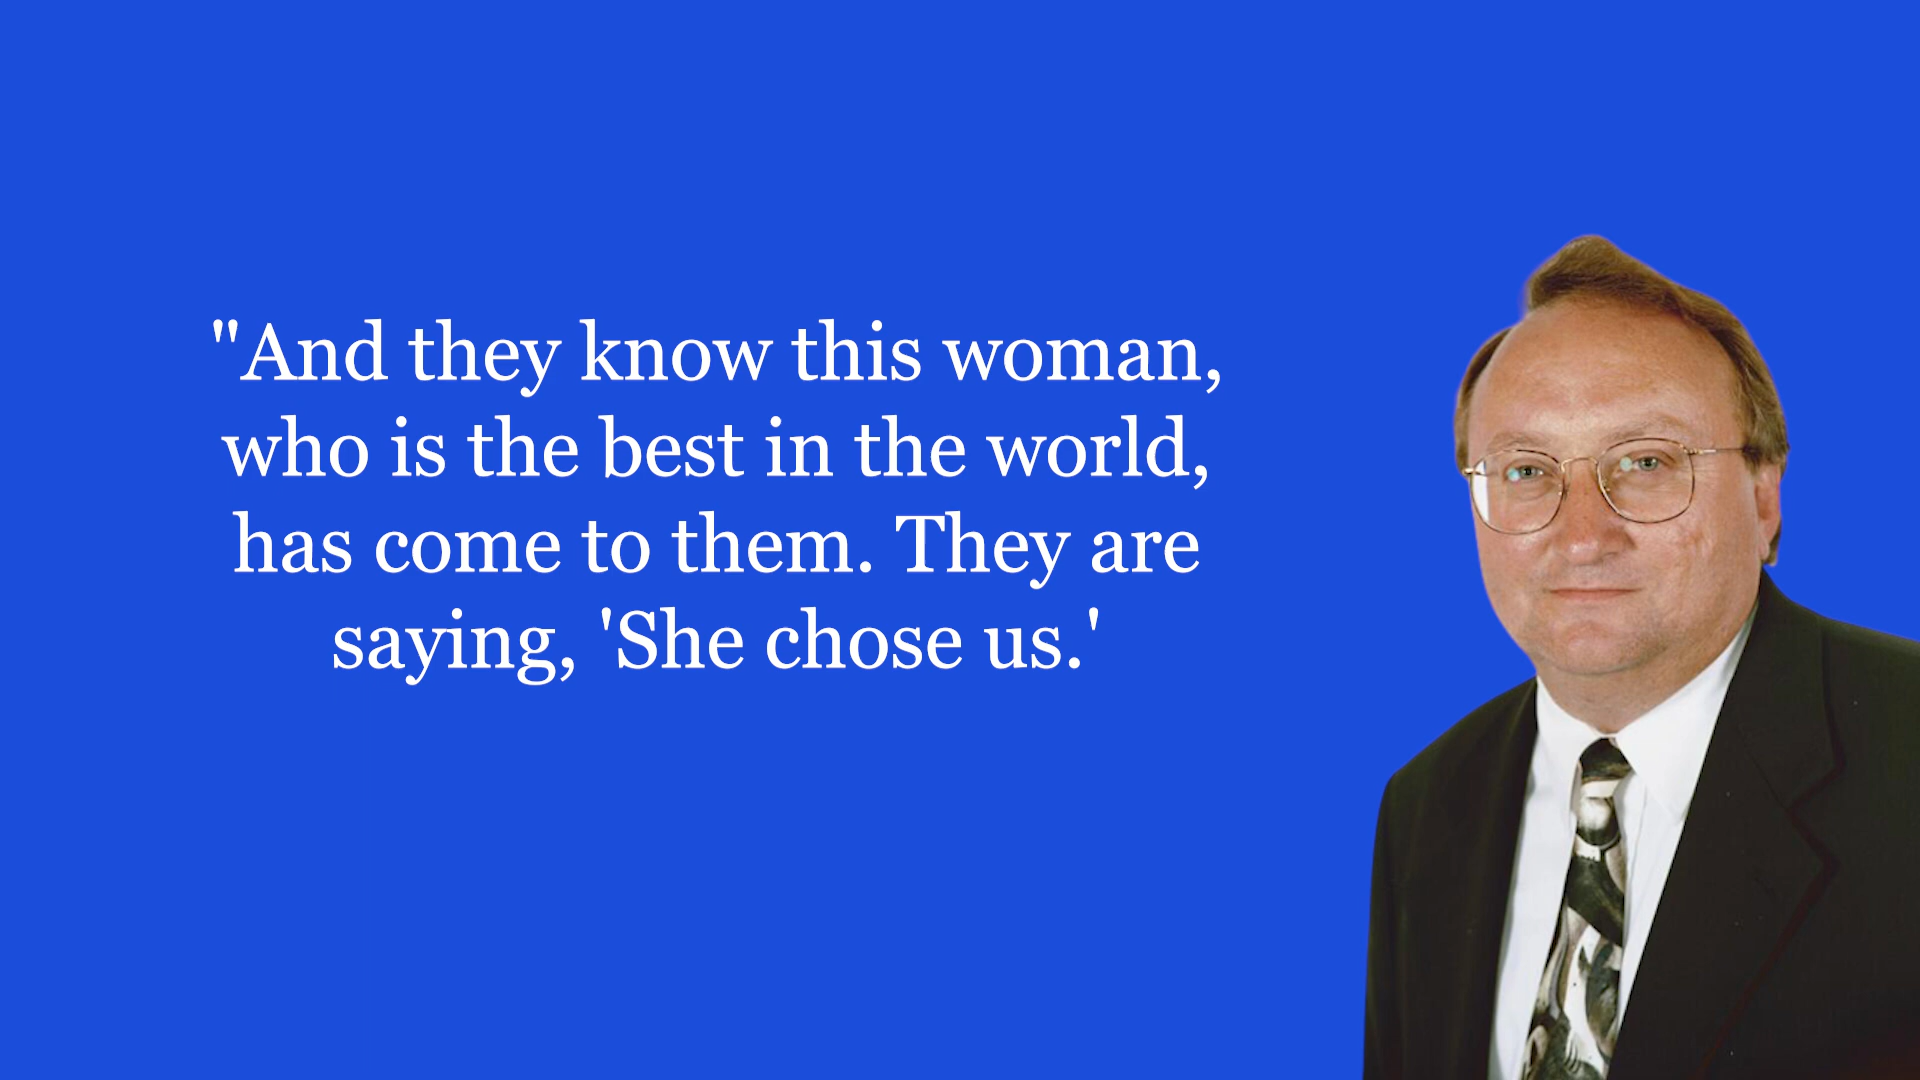 "And they know this woman,
who is the best in the world,
has come to them. They are
saying, 'She chose us.'